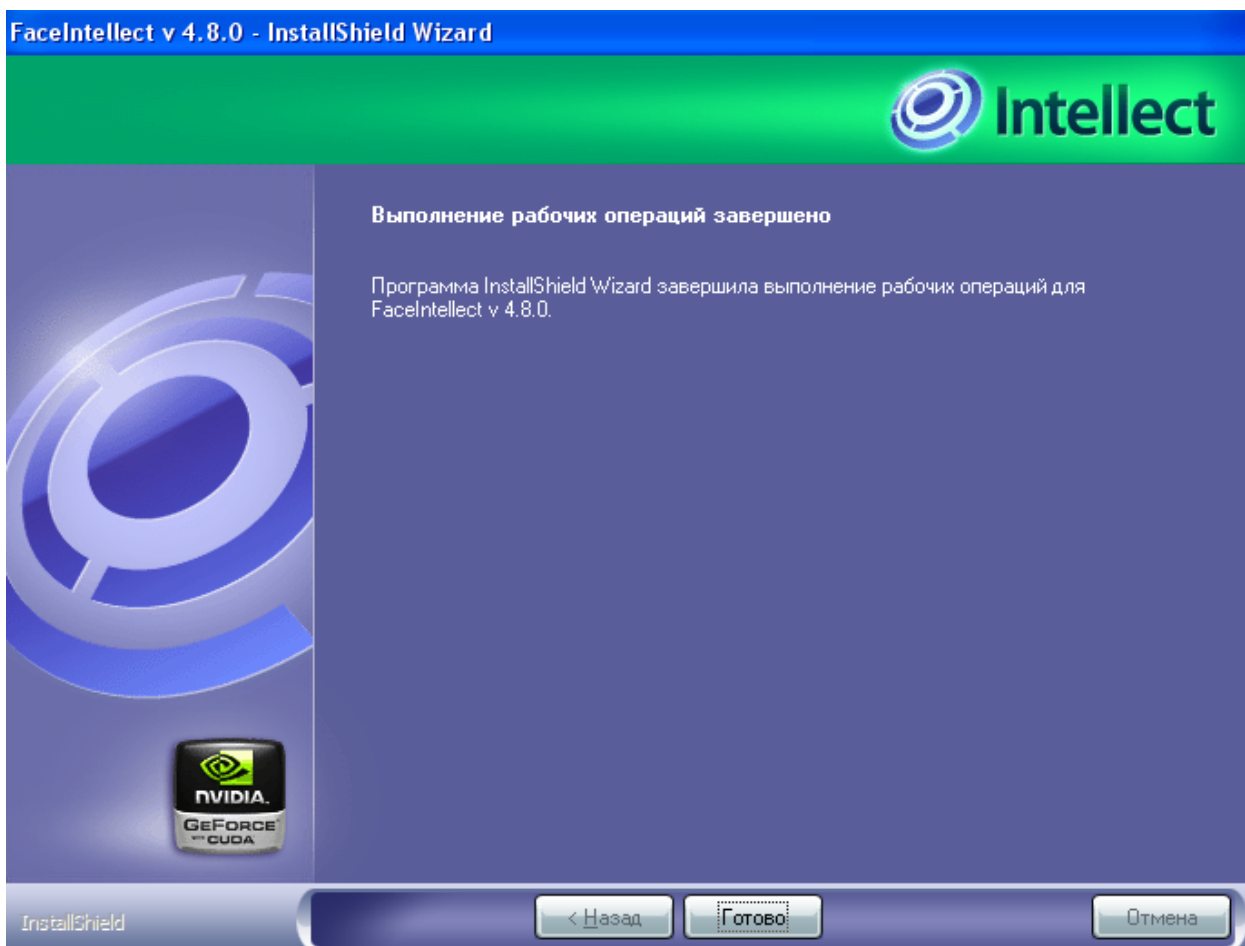 FaceIntellect v 4.8.0 - InstallShield Wizard
Intellect
Выполнение рабочих операций завершено
Программа InstallShield Wizard завершила выполнение рабочих операций для
FaceIntellect v 4.8.0.
NVIDIA.
GEFORCE
WITH CUDA
InstallShield
< Назад
Готово
Отмена